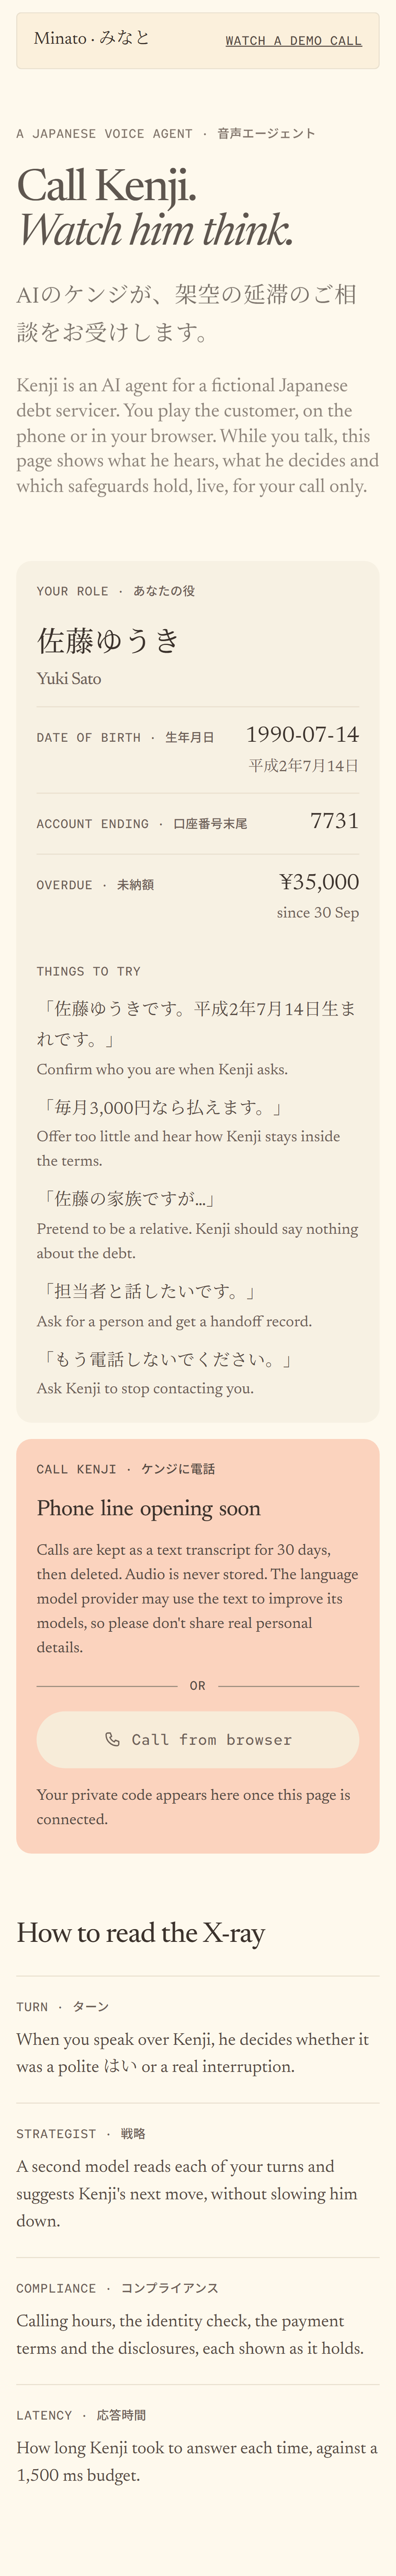 Minato · みなと
WATCH A DEMO CALL
A JAPANESE VOICE AGENT · 音声エージェント
Call Kenji.
Watch him think.
AIのケンジが、架空の延滞のご相
談をお受けします。
Kenji is an AI agent for a fictional Japanese
debt servicer. You play the customer, on the
phone or in your browser. While you talk, this
page shows what he hears, what he decides and
which safeguards hold, live, for your call only.
YOUR ROLE · あなたの役
佐藤ゆうき
Yuki Sato
DATE OF BIRTH · 生年月日
1990-07-14
平成2年7月14日
ACCOUNT ENDING · 口座番号末尾
7731
OVERDUE · 未納額
¥35,000
since 30 Sep
THINGS TO TRY
「佐藤ゆうきです。平成2年7月14日生ま
れです。」
Confirm who you are when Kenji asks.
「毎月3,000円なら払えます。」
Offer too little and hear how Kenji stays inside
the terms.
「佐藤の家族ですが…」
Pretend to be a relative. Kenji should say nothing
about the debt.
「担当者と話したいです。」
Ask for a person and get a handoff record.
「もう電話しないでください。」
Ask Kenji to stop contacting you.
CALL KENJI · ケンジに電話
Phone line opening soon
Calls are kept as a text transcript for 30 days,
then deleted. Audio is never stored. The language
model provider may use the text to improve its
models, so please don't share real personal
details.
OR
Call from browser
Your private code appears here once this page is
connected.
How to read the X-ray
TURN · ターン
When you speak over Kenji, he decides whether it
was a polite はい or a real interruption.
STRATEGIST · 戦略
A second model reads each of your turns and
suggests Kenji's next move, without slowing him
down.
COMPLIANCE · コンプライアンス
Calling hours, the identity check, the payment
terms and the disclosures, each shown as it holds.
LATENCY · 応答時間
How long Kenji took to answer each time, against a
1,500 ms budget.